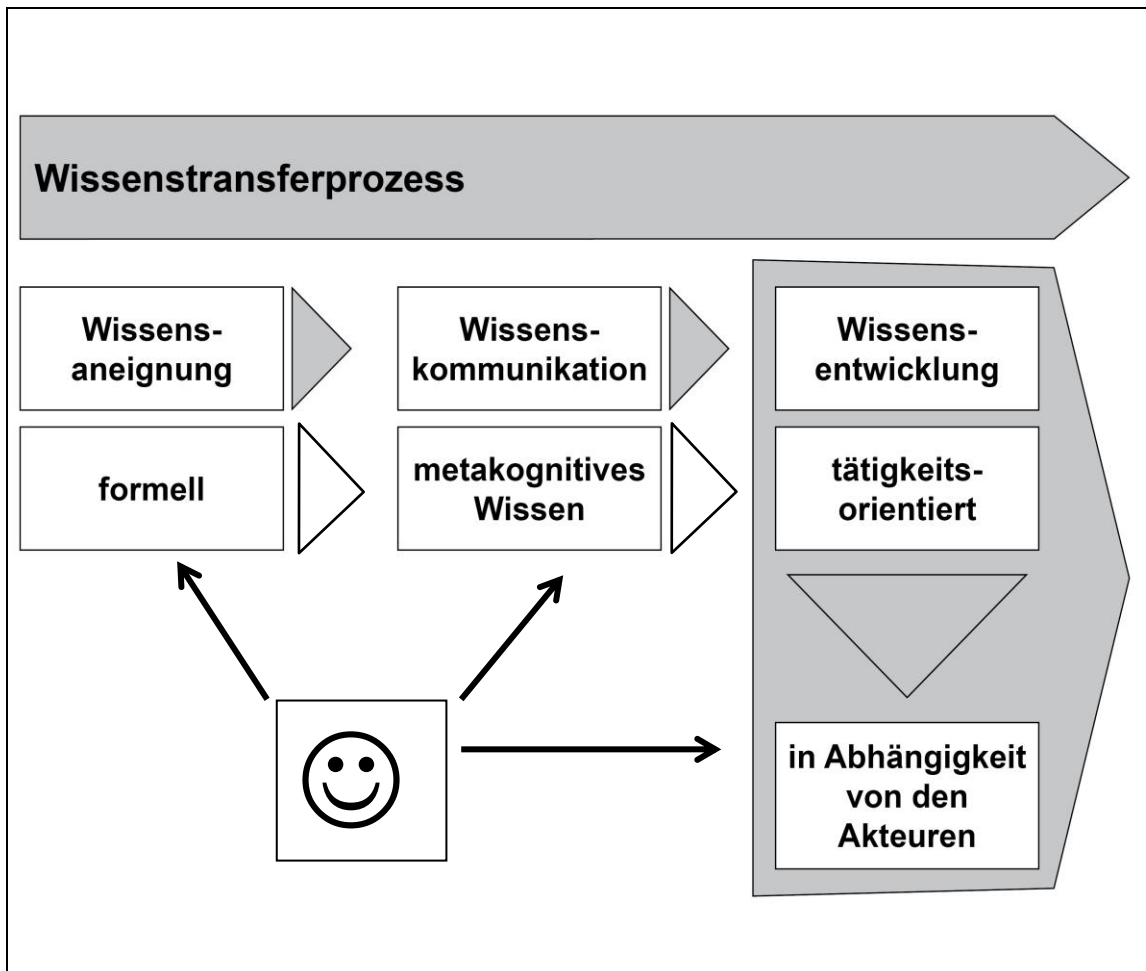 Wissenstransferprozess
Wissens-
aneignung
Wissens-
kommunikation
Wissens-
entwicklung
formell
metakognitives
Wissen
tätigkeits-
orientiert
in Abhängigkeit
von den
Akteuren